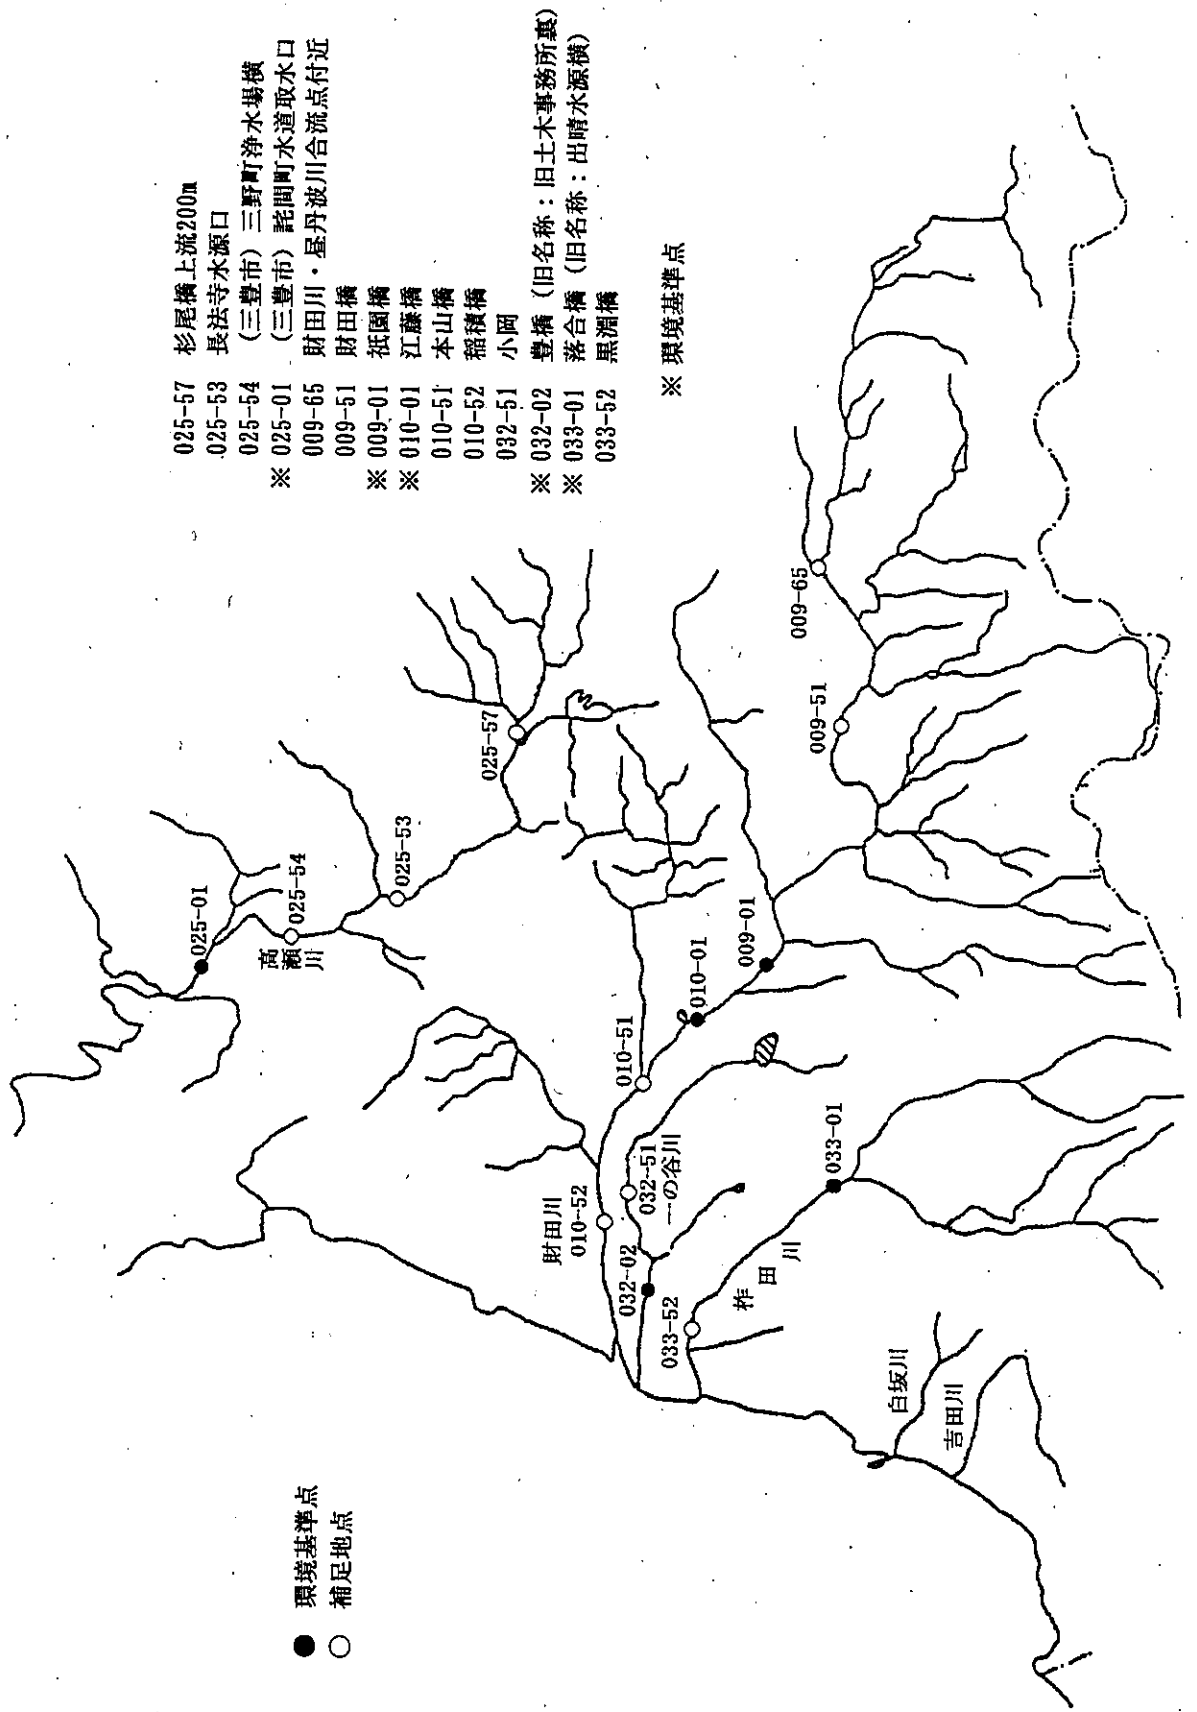 025-57 杉尾橋上流200m
025-53 長法寺水源口
025-54 (三豊市) 三野町浄水場横
※ 025-01 (三豊市) 詫間町水道取水口
009-65 財田川・昼丹波川合流点付近
009-51 財田橋
※ 009-01 祇園橋
※ 010-01 江藤橋
010-51 本山橋
010-52 稲積橋
032-51 小岡
※ 032-02 豊橋 (旧名称:旧土木事務所裏)
※ 033-01 落合橋 (旧名称:出晴水源横)
033-52 黒淵橋
※ 環境基準点
025-01
025-54
高瀬川
025-53
025-57
009-65
009-51
009-01
010-01
010-51
財田川
010-52
032-51
一の谷川
032-02
033-01
033-52
柞田川
白坂川
吉田川
● 環境基準点
○ 補足地点